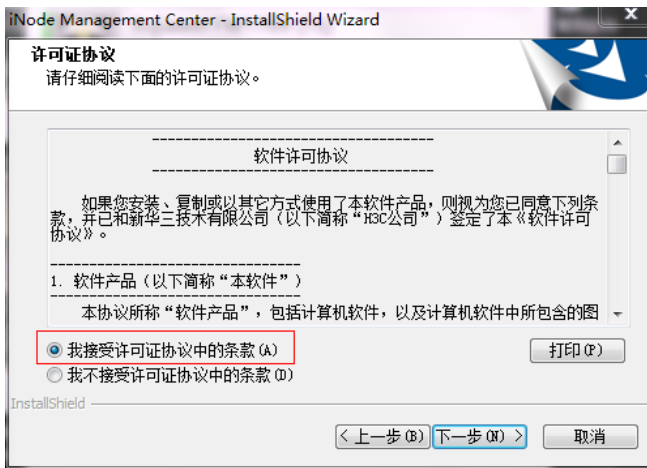 iNode Management Center - InstallShield Wizard
许可证协议
请仔细阅读下面的许可证协议。
-----------------------------------
软件许可协议
-----------------------------------
如果您安装、复制或以其它方式使用了本软件产品，则视为您已同意下列条
款，并已和新华三技术有限公司（以下简称“H3C公司”）签定了本《软件许可
协议》。
-------------------------------
1. 软件产品（以下简称“本软件”）
-------------------------------
本协议所称“软件产品”，包括计算机软件，以及计算机软件中所包含的图
我接受许可证协议中的条款(A)
打印(P)
我不接受许可证协议中的条款(D)
InstallShield
< 上一步(B) 下一步(N) > 取消